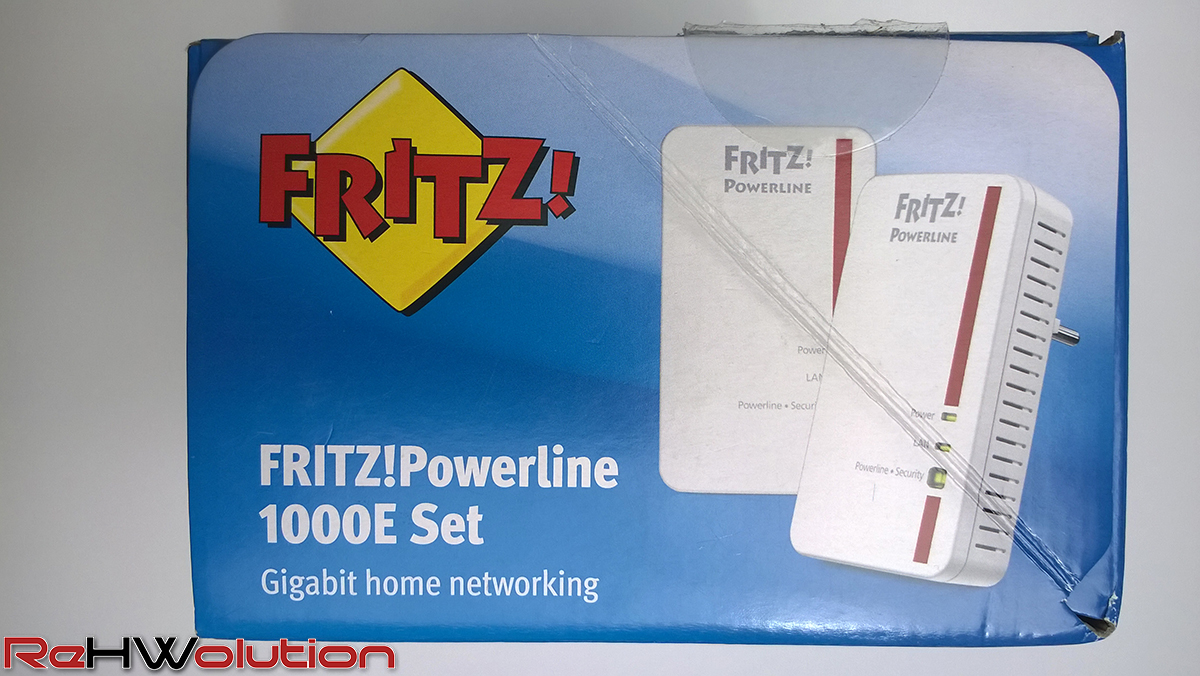 FRITZ!
FRITZ!
POWERLINE
Power
LAN
Powerline • Secur
FRITZ!
POWERLINE
Power
LAN
Powerline • Security
FRITZ!Powerline
1000E Set
Gigabit home networking
ReHWolution